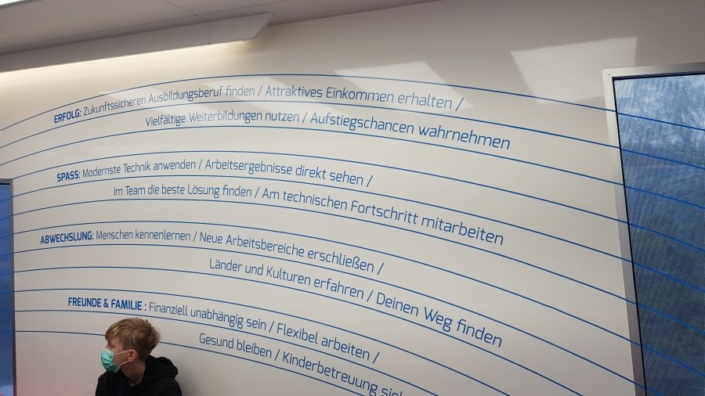 ERFOLG: Zukunftssicheren Ausbildungsberuf finden / Attraktives Einkommen erhalten /
Vielfältige Weiterbildungen nutzen / Aufstiegschancen wahrnehmen
SPASS: Modernste Technik anwenden / Arbeitsergebnisse direkt sehen /
Im Team die beste Lösung finden / Am technischen Fortschritt mitarbeiten
ABWECHSLUNG: Menschen kennenlernen / Neue Arbeitsbereiche erschließen /
Länder und Kulturen erfahren / Deinen Weg finden
FREUNDE & FAMILIE : Finanziell unabhängig sein / Flexibel arbeiten /
Gesund bleiben / Kinderbetreuung